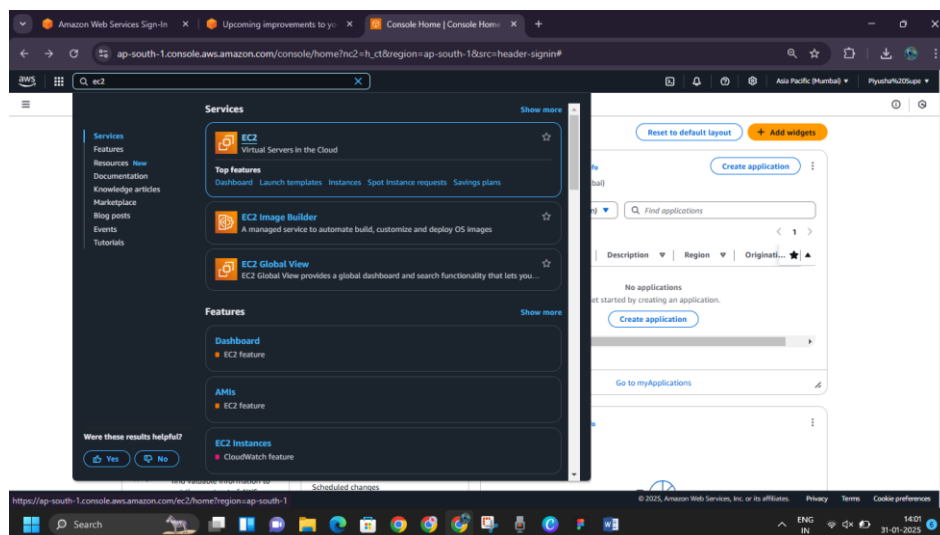 Amazon Web Services Sign-In
Upcoming improvements to yo
Console Home | Console Home
ap-south-1.console.aws.amazon.com/console/home?nc2=h_ct&region=ap-south-1&src=header-signin#
aws
ec2
Asia Pacific (Mumbai)
Piyusha%20Supe
Services
Show more
Reset to default layout
+ Add widgets
Services
Features
Resources New
Documentation
Knowledge articles
Marketplace
Blog posts
Events
Tutorials
EC2
Virtual Servers in the Cloud
Top features
Dashboard Launch templates Instances Spot Instance requests Savings plans
EC2 Image Builder
A managed service to automate build, customize and deploy OS images
EC2 Global View
EC2 Global View provides a global dashboard and search functionality that lets you...
Features
Show more
Dashboard
EC2 feature
AMIs
EC2 feature
EC2 Instances
CloudWatch feature
Were these results helpful?
Yes
No
Create application
Find applications
1
Description
Region
Originati...
No applications
et started by creating an application.
Create application
Go to myApplications
Scheduled changes
https://ap-south-1.console.aws.amazon.com/ec2/home?region=ap-south-1
© 2025, Amazon Web Services, Inc. or its affiliates.
Privacy
Terms
Cookie preferences
Search
ENG
IN
14:01
31-01-2025